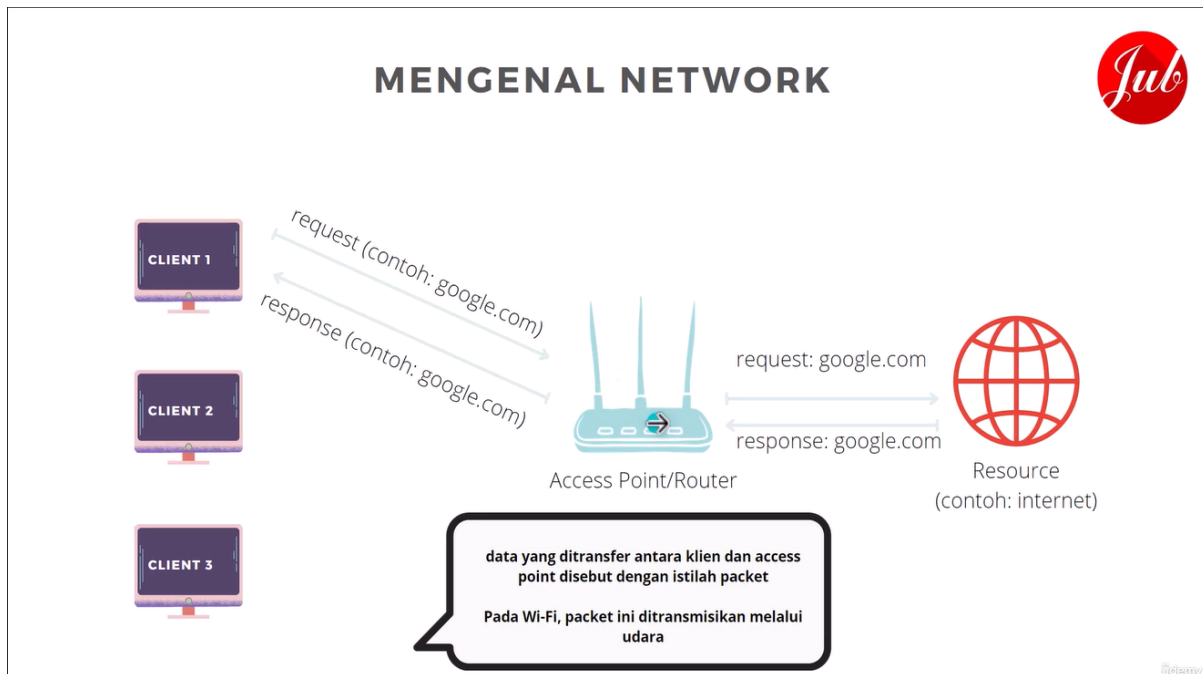 MENGENAL NETWORK
Jub
CLIENT 1
request (contoh: google.com)
response (contoh: google.com)
CLIENT 2
CLIENT 3
Access Point/Router
request: google.com
response: google.com
Resource
(contoh: internet)
data yang ditransfer antara klien dan access
point disebut dengan istilah packet
Pada Wi-Fi, packet ini ditransmisikan melalui
udara
ûdemy